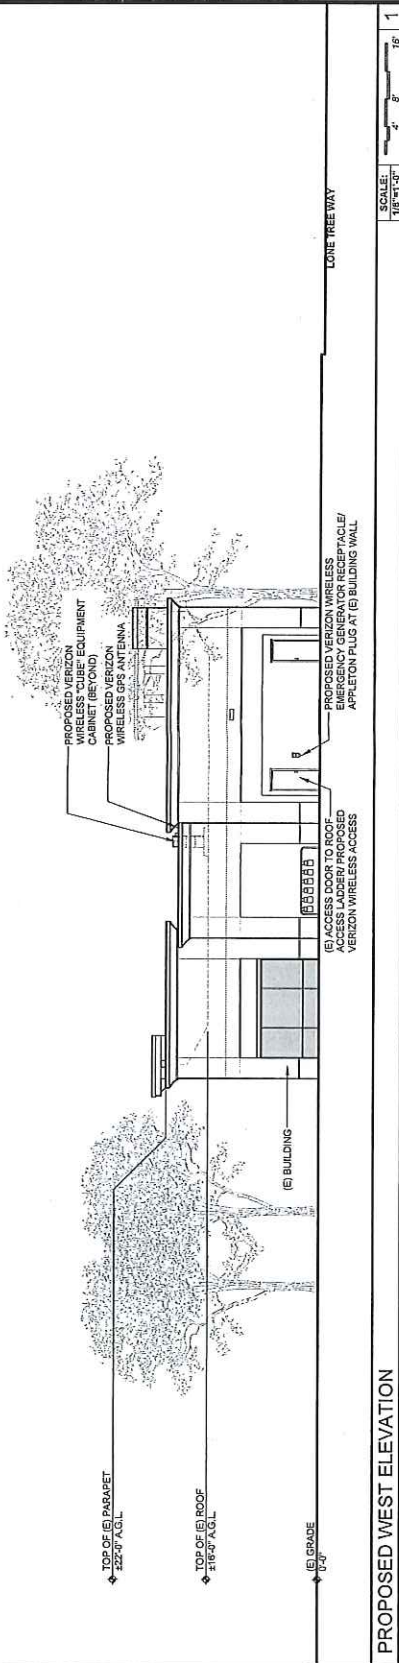 TOP OF (E) PARAPET
±22'-0" A.G.L.
TOP OF (E) ROOF
±16'-0" A.G.L.
(E) GRADE
0'-0"
(E) BUILDING
PROPOSED VERIZON
WIRELESS "CUBE" EQUIPMENT
CABINET (BEYOND)
PROPOSED VERIZON
WIRELESS GPS ANTENNA
(E) ACCESS DOOR TO ROOF
ACCESS LADDER/ PROPOSED
VERIZON WIRELESS ACCESS
PROPOSED VERIZON WIRELESS
EMERGENCY GENERATOR RECEPTACLE/
APPLETON PLUG AT (E) BUILDING WALL
LONE TREE WAY
PROPOSED WEST ELEVATION
SCALE:
1/8"=1'-0"
4' 8' 16'
1